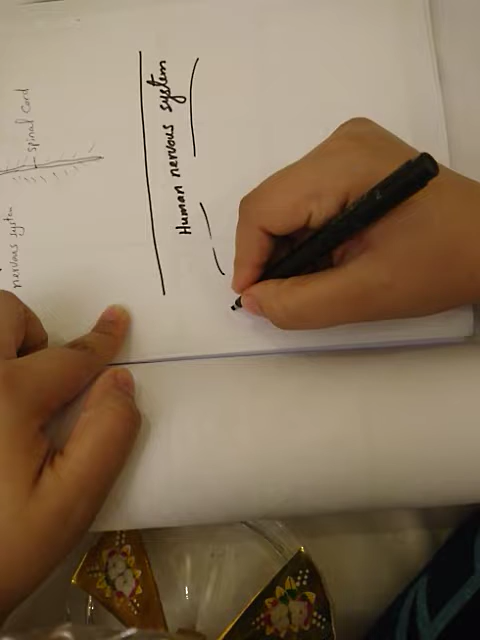 nervous system
spinal cord
Human nervous system